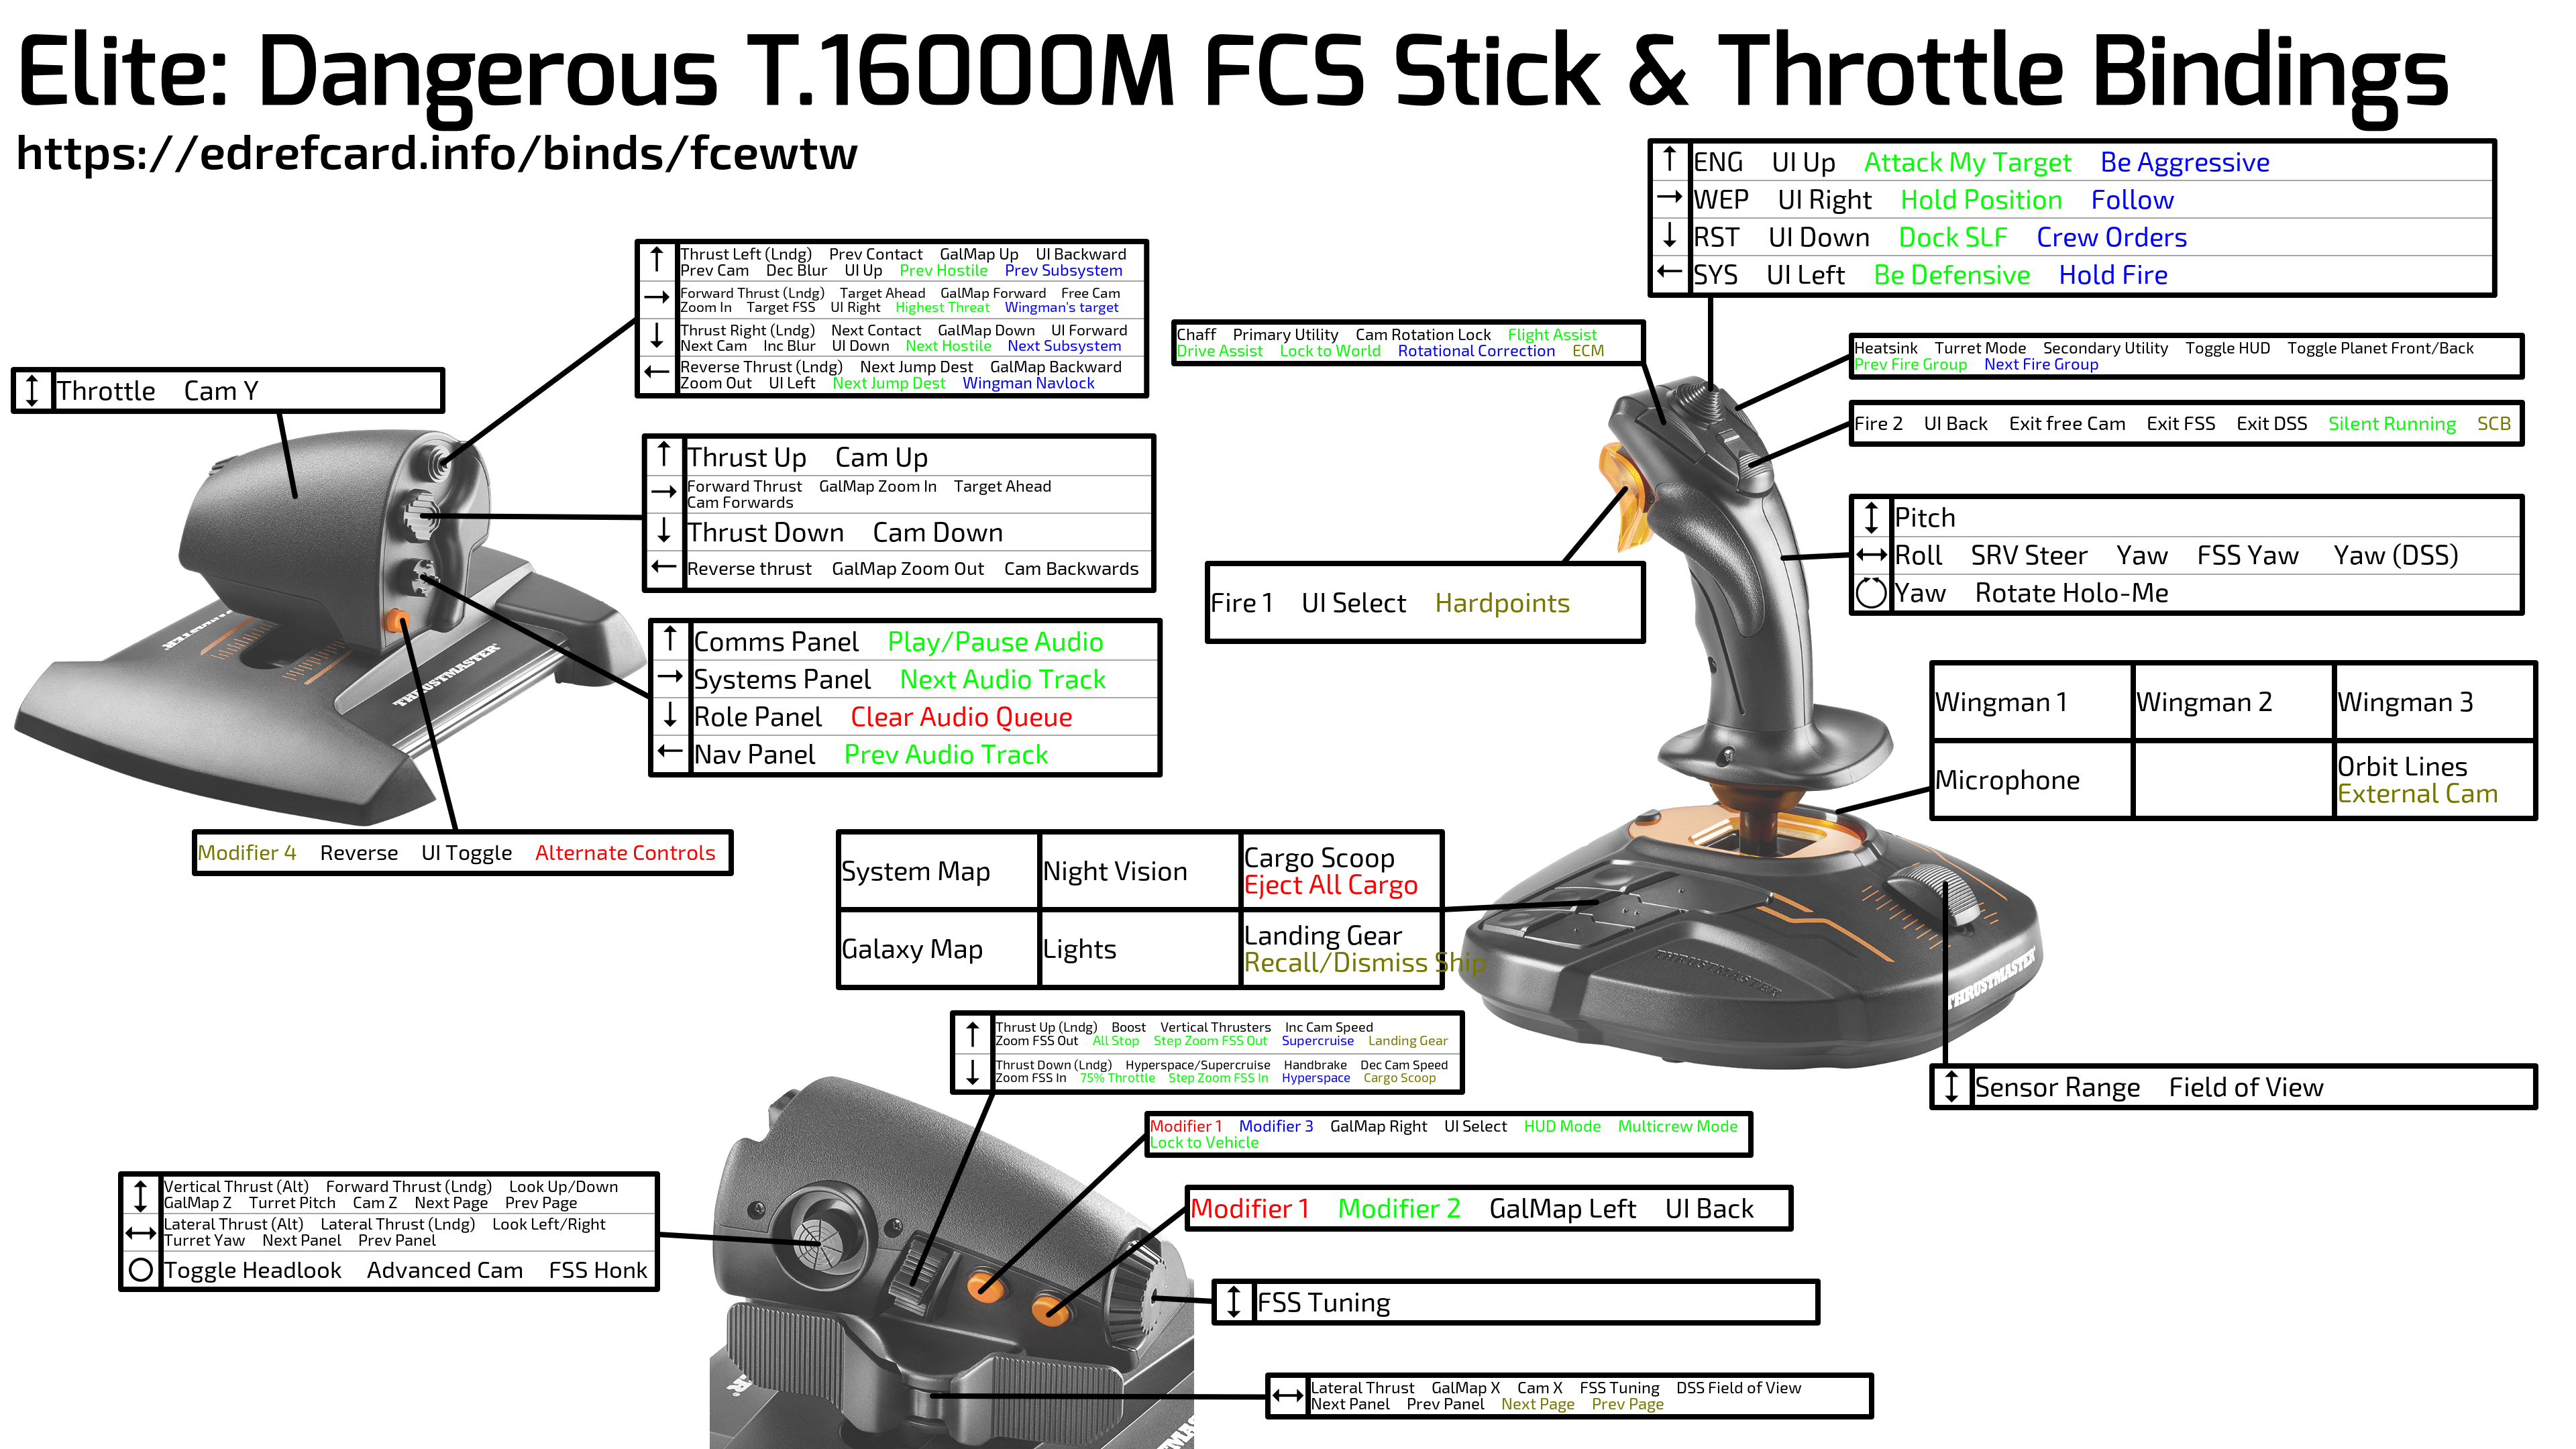 Elite: Dangerous T.16000M FCS Stick & Throttle Bindings
https://edrefcard.info/binds/fcewtw
↑ ENG UI Up Attack My Target Be Aggressive
→ WEP UI Right Hold Position Follow
↓ RST UI Down Dock SLF Crew Orders
← SYS UI Left Be Defensive Hold Fire
↑ Thrust Left (Lndg) Prev Contact GalMap Up UI Backward
Prev Cam Dec Blur UI Up Prev Hostile Prev Subsystem
→ Forward Thrust (Lndg) Target Ahead GalMap Forward Free Cam
Zoom In Target FSS UI Right Highest Threat Wingman's target
↓ Thrust Right (Lndg) Next Contact GalMap Down UI Forward
Next Cam Inc Blur UI Down Next Hostile Next Subsystem
← Reverse Thrust (Lndg) Next Jump Dest GalMap Backward
Zoom Out UI Left Next Jump Dest Wingman Navlock
Chaff Primary Utility Cam Rotation Lock Flight Assist
Drive Assist Lock to World Rotational Correction ECM
Heatsink Turret Mode Secondary Utility Toggle HUD Toggle Planet Front/Back
Prev Fire Group Next Fire Group
↕ Throttle Cam Y
Fire 2 UI Back Exit free Cam Exit FSS Exit DSS Silent Running SCB
↑ Thrust Up Cam Up
→ Forward Thrust GalMap Zoom In Target Ahead
Cam Forwards
↓ Thrust Down Cam Down
← Reverse thrust GalMap Zoom Out Cam Backwards
↕ Pitch
↔ Roll SRV Steer Yaw FSS Yaw Yaw (DSS)
Yaw Rotate Holo-Me
Fire 1 UI Select Hardpoints
↑ Comms Panel Play/Pause Audio
→ Systems Panel Next Audio Track
↓ Role Panel Clear Audio Queue
← Nav Panel Prev Audio Track
THRUSTMASTER
Wingman 1 Wingman 2 Wingman 3
Microphone
Orbit Lines
External Cam
Modifier 4 Reverse UI Toggle Alternate Controls
System Map Night Vision
Cargo Scoop
Eject All Cargo
Galaxy Map Lights
Landing Gear
Recall/Dismiss Ship
THRUSTMASTER
THRUSTMASTER
↑ Thrust Up (Lndg) Boost Vertical Thrusters Inc Cam Speed
Zoom FSS Out All Stop Step Zoom FSS Out Supercruise Landing Gear
↓ Thrust Down (Lndg) Hyperspace/Supercruise Handbrake Dec Cam Speed
Zoom FSS In 75% Throttle Step Zoom FSS In Hyperspace Cargo Scoop
↕ Sensor Range Field of View
Modifier 1 Modifier 3 GalMap Right UI Select HUD Mode Multicrew Mode
Lock to Vehicle
↕ Vertical Thrust (Alt) Forward Thrust (Lndg) Look Up/Down
GalMap Z Turret Pitch Cam Z Next Page Prev Page
↔ Lateral Thrust (Alt) Lateral Thrust (Lndg) Look Left/Right
Turret Yaw Next Panel Prev Panel
Toggle Headlook Advanced Cam FSS Honk
Modifier 1 Modifier 2 GalMap Left UI Back
↕ FSS Tuning
↔ Lateral Thrust GalMap X Cam X FSS Tuning DSS Field of View
Next Panel Prev Panel Next Page Prev Page